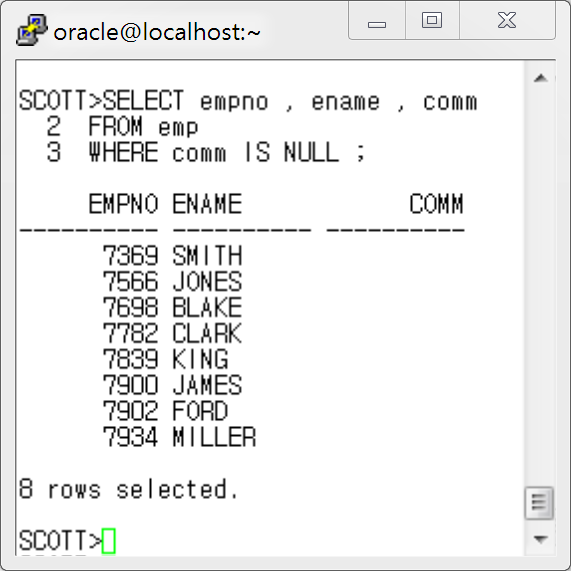 oracle@localhost:~
SCOTT>SELECT empno , ename , comm
  2  FROM emp
  3  WHERE comm IS NULL ;
     EMPNO ENAME            COMM
---------- ---------- ----------
      7369 SMITH
      7566 JONES
      7698 BLAKE
      7782 CLARK
      7839 KING
      7900 JAMES
      7902 FORD
      7934 MILLER
8 rows selected.
SCOTT>